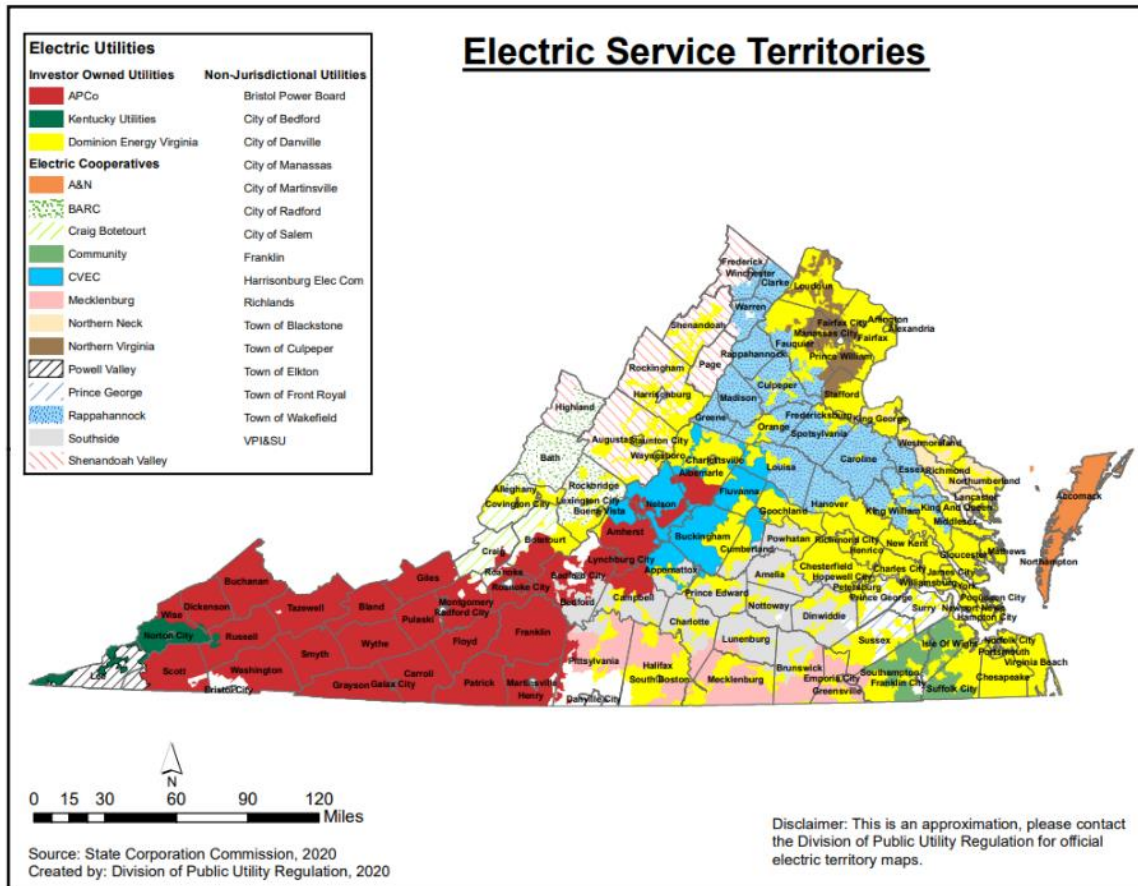 Electric Service Territories
Electric Utilities
Investor Owned Utilities
APCo
Kentucky Utilities
Dominion Energy Virginia
Electric Cooperatives
A&N
BARC
Craig Botetourt
Community
CVEC
Mecklenburg
Northern Neck
Northern Virginia
Powell Valley
Prince George
Rappahannock
Southside
Shenandoah Valley
Non-Jurisdictional Utilities
Bristol Power Board
City of Bedford
City of Danville
City of Manassas
City of Martinsville
City of Radford
City of Salem
Franklin
Harrisonburg Elec Com
Richlands
Town of Blackstone
Town of Culpeper
Town of Elkton
Town of Front Royal
Town of Wakefield
VPI&SU
Frederick
Winchester
Clarke
Loudoun
Warren
Shenandoah
Fairfax City
Arlington
Alexandria
Manassas City
Fairfax
Fauquier
Rappahannock
Prince William
Page
Rockingham
Culpeper
Harrisonburg
Madison
Stafford
Highland
Greene
Orange
Fredericksburg
King George
Spotsylvania
Augusta
Staunton City
Waynesboro
Westmoreland
Bath
Charlottsville
Albemarle
Louisa
Caroline
Essex
Richmond
Northumberland
Accomack
Rockbridge
Alleghany
Lexington City
Covington City
Buena Vista
Nelson
Fluvanna
Goochland
Hanover
King William
King And Queen
Lancaster
Middlesex
Amherst
Buckingham
Powhatan
Richmond City
Henrico
New Kent
Gloucester
Mathews
Northampton
Botetourt
Craig
Cumberland
Lynchburg City
Appomattox
Chesterfield
Charles City
James City
Amelia
Hopewell City
Williamsburg
York
Roanoke
Roanoke City
Bedford City
Bedford
Campbell
Prince Edward
Petersburg
Prince George
Poquoson City
Newport News
Hampton City
Surry
Nottoway
Dinwiddie
Charlotte
Lunenburg
Sussex
Isle Of Wight
Norfolk City
Portsmouth
Virginia Beach
Buchanan
Giles
Dickenson
Wise
Tazewell
Bland
Montgomery
Radford City
Pulaski
Norton City
Russell
Wythe
Floyd
Franklin
Smyth
Pittsylvania
Halifax
South Boston
Mecklenburg
Brunswick
Emporia City
Greensville
Southampton
Franklin City
Suffolk City
Chesapeake
Lee
Scott
Washington
Bristol City
Grayson
Galax City
Carroll
Patrick
Martinsville
Henry
Danville City
N
0 15 30 60 90 120
Miles
Source: State Corporation Commission, 2020
Created by: Division of Public Utility Regulation, 2020
Disclaimer: This is an approximation, please contact
the Division of Public Utility Regulation for official
electric territory maps.